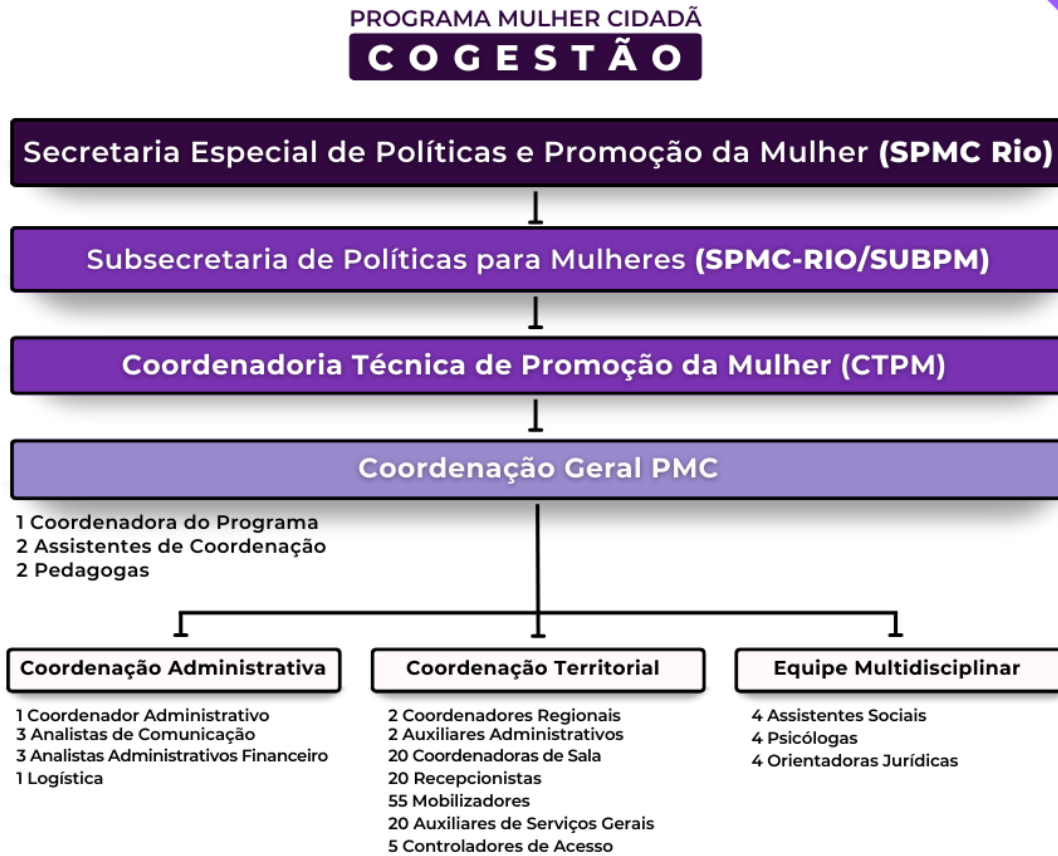 PROGRAMA MULHER CIDADÃ
COGESTÃO
Secretaria Especial de Políticas e Promoção da Mulher (SPMC Rio)
Subsecretaria de Políticas para Mulheres (SPMC-RIO/SUBPM)
Coordenadoria Técnica de Promoção da Mulher (CTPM)
Coordenação Geral PMC
1 Coordenadora do Programa
2 Assistentes de Coordenação
2 Pedagogas
Coordenação Administrativa
1 Coordenador Administrativo
3 Analistas de Comunicação
3 Analistas Administrativos Financeiro
1 Logística
Coordenação Territorial
2 Coordenadores Regionais
2 Auxiliares Administrativos
20 Coordenadoras de Sala
20 Recepcionistas
55 Mobilizadores
20 Auxiliares de Serviços Gerais
5 Controladores de Acesso
Equipe Multidisciplinar
4 Assistentes Sociais
4 Psicólogas
4 Orientadoras Jurídicas